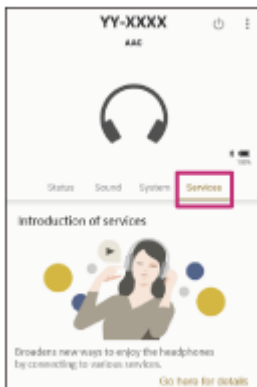 YY-XXXX
AAC
100%
Status Sound System Services
Introduction of services
Broadens new ways to enjoy the headphones
by connecting to various services.
Go here for details